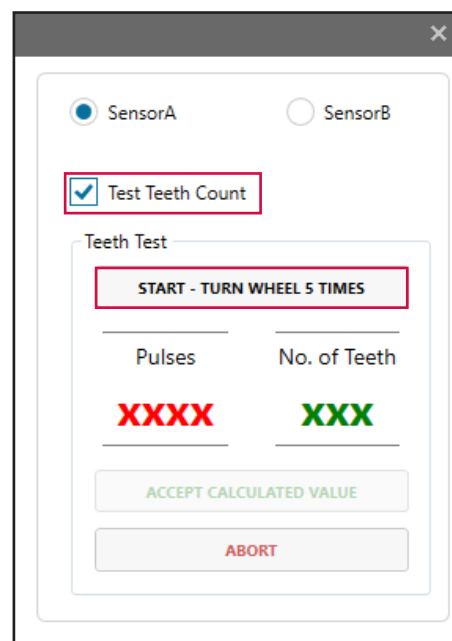 SensorA SensorB
Test Teeth Count
Teeth Test
START - TURN WHEEL 5 TIMES
Pulses No. of Teeth
XXXX XXX
ACCEPT CALCULATED VALUE
ABORT